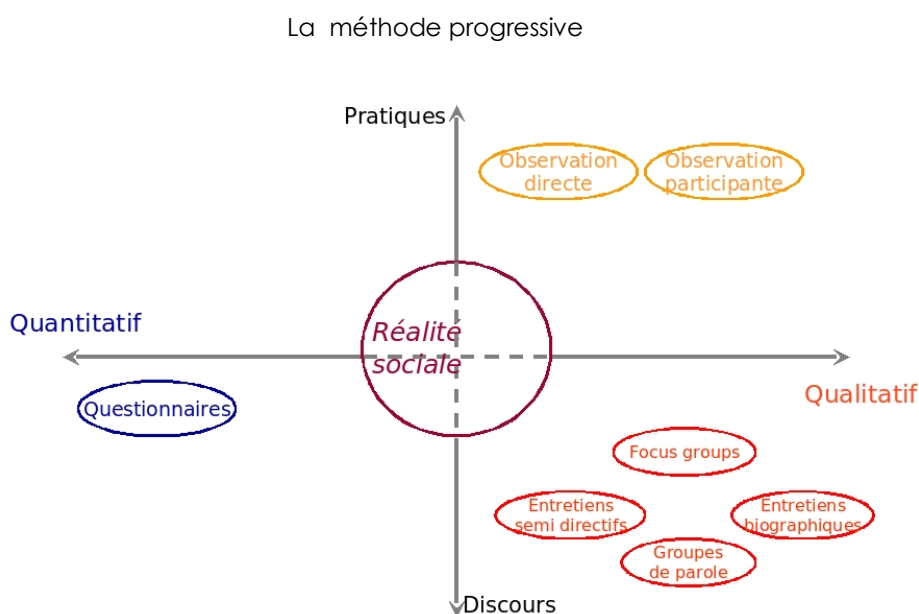 La méthode progressive
Pratiques
Observation
directe
Observation
participante
Quantitatif
Réalité
sociale
Qualitatif
Questionnaires
Focus groups
Entretiens
semi directifs
Entretiens
biographiques
Groupes
de parole
Discours